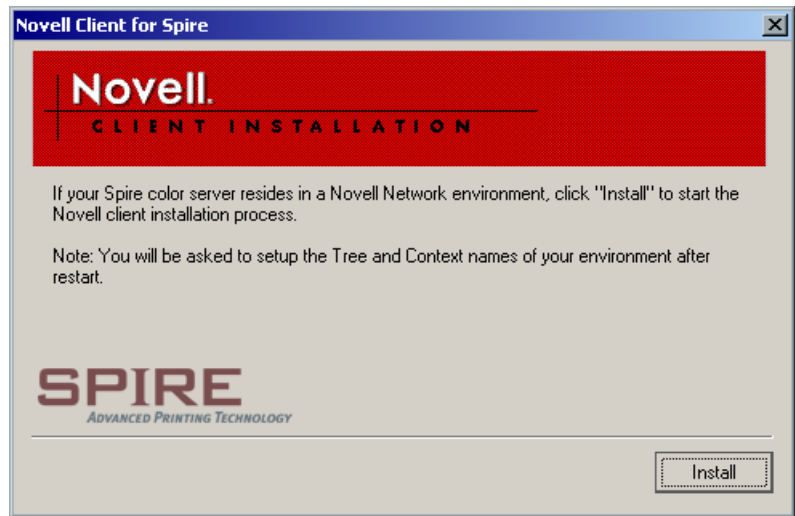 Novell Client for Spire
Novell.
CLIENT INSTALLATION
If your Spire color server resides in a Novell Network environment, click "Install" to start the
Novell client installation process.
Note: You will be asked to setup the Tree and Context names of your environment after
restart.
SPIRE
ADVANCED PRINTING TECHNOLOGY
Install